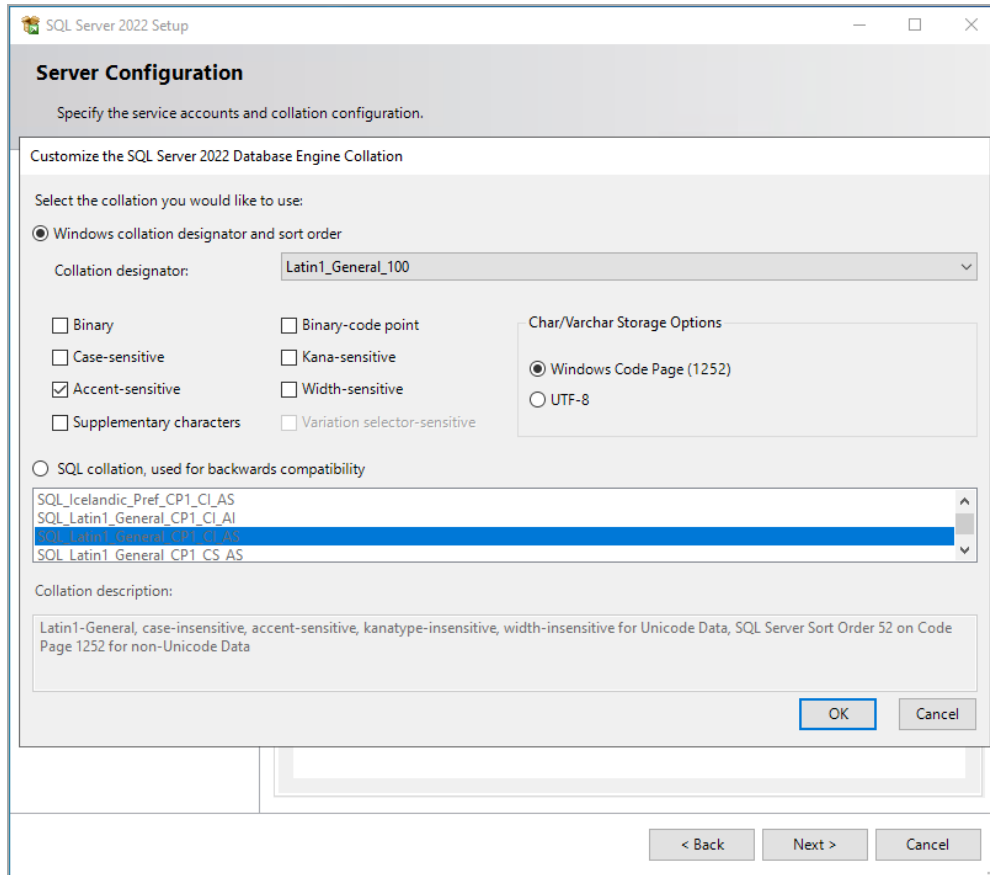 SQL Server 2022 Setup
Server Configuration
Specify the service accounts and collation configuration.
Customize the SQL Server 2022 Database Engine Collation
Select the collation you would like to use:
Windows collation designator and sort order
Collation designator:
Latin1_General_100
Binary
Binary-code point
Case-sensitive
Kana-sensitive
Accent-sensitive
Width-sensitive
Supplementary characters
Variation selector-sensitive
Char/Varchar Storage Options
Windows Code Page (1252)
UTF-8
SQL collation, used for backwards compatibility
SQL_Icelandic_Pref_CP1_CI_AS
SQL_Latin1_General_CP1_CI_AI
SQL_Latin1_General_CP1_CI_AS
SQL_Latin1_General_CP1_CS_AS
Collation description:
Latin1-General, case-insensitive, accent-sensitive, kanatype-insensitive, width-insensitive for Unicode Data, SQL Server Sort Order 52 on Code
Page 1252 for non-Unicode Data
OK
Cancel
< Back
Next >
Cancel